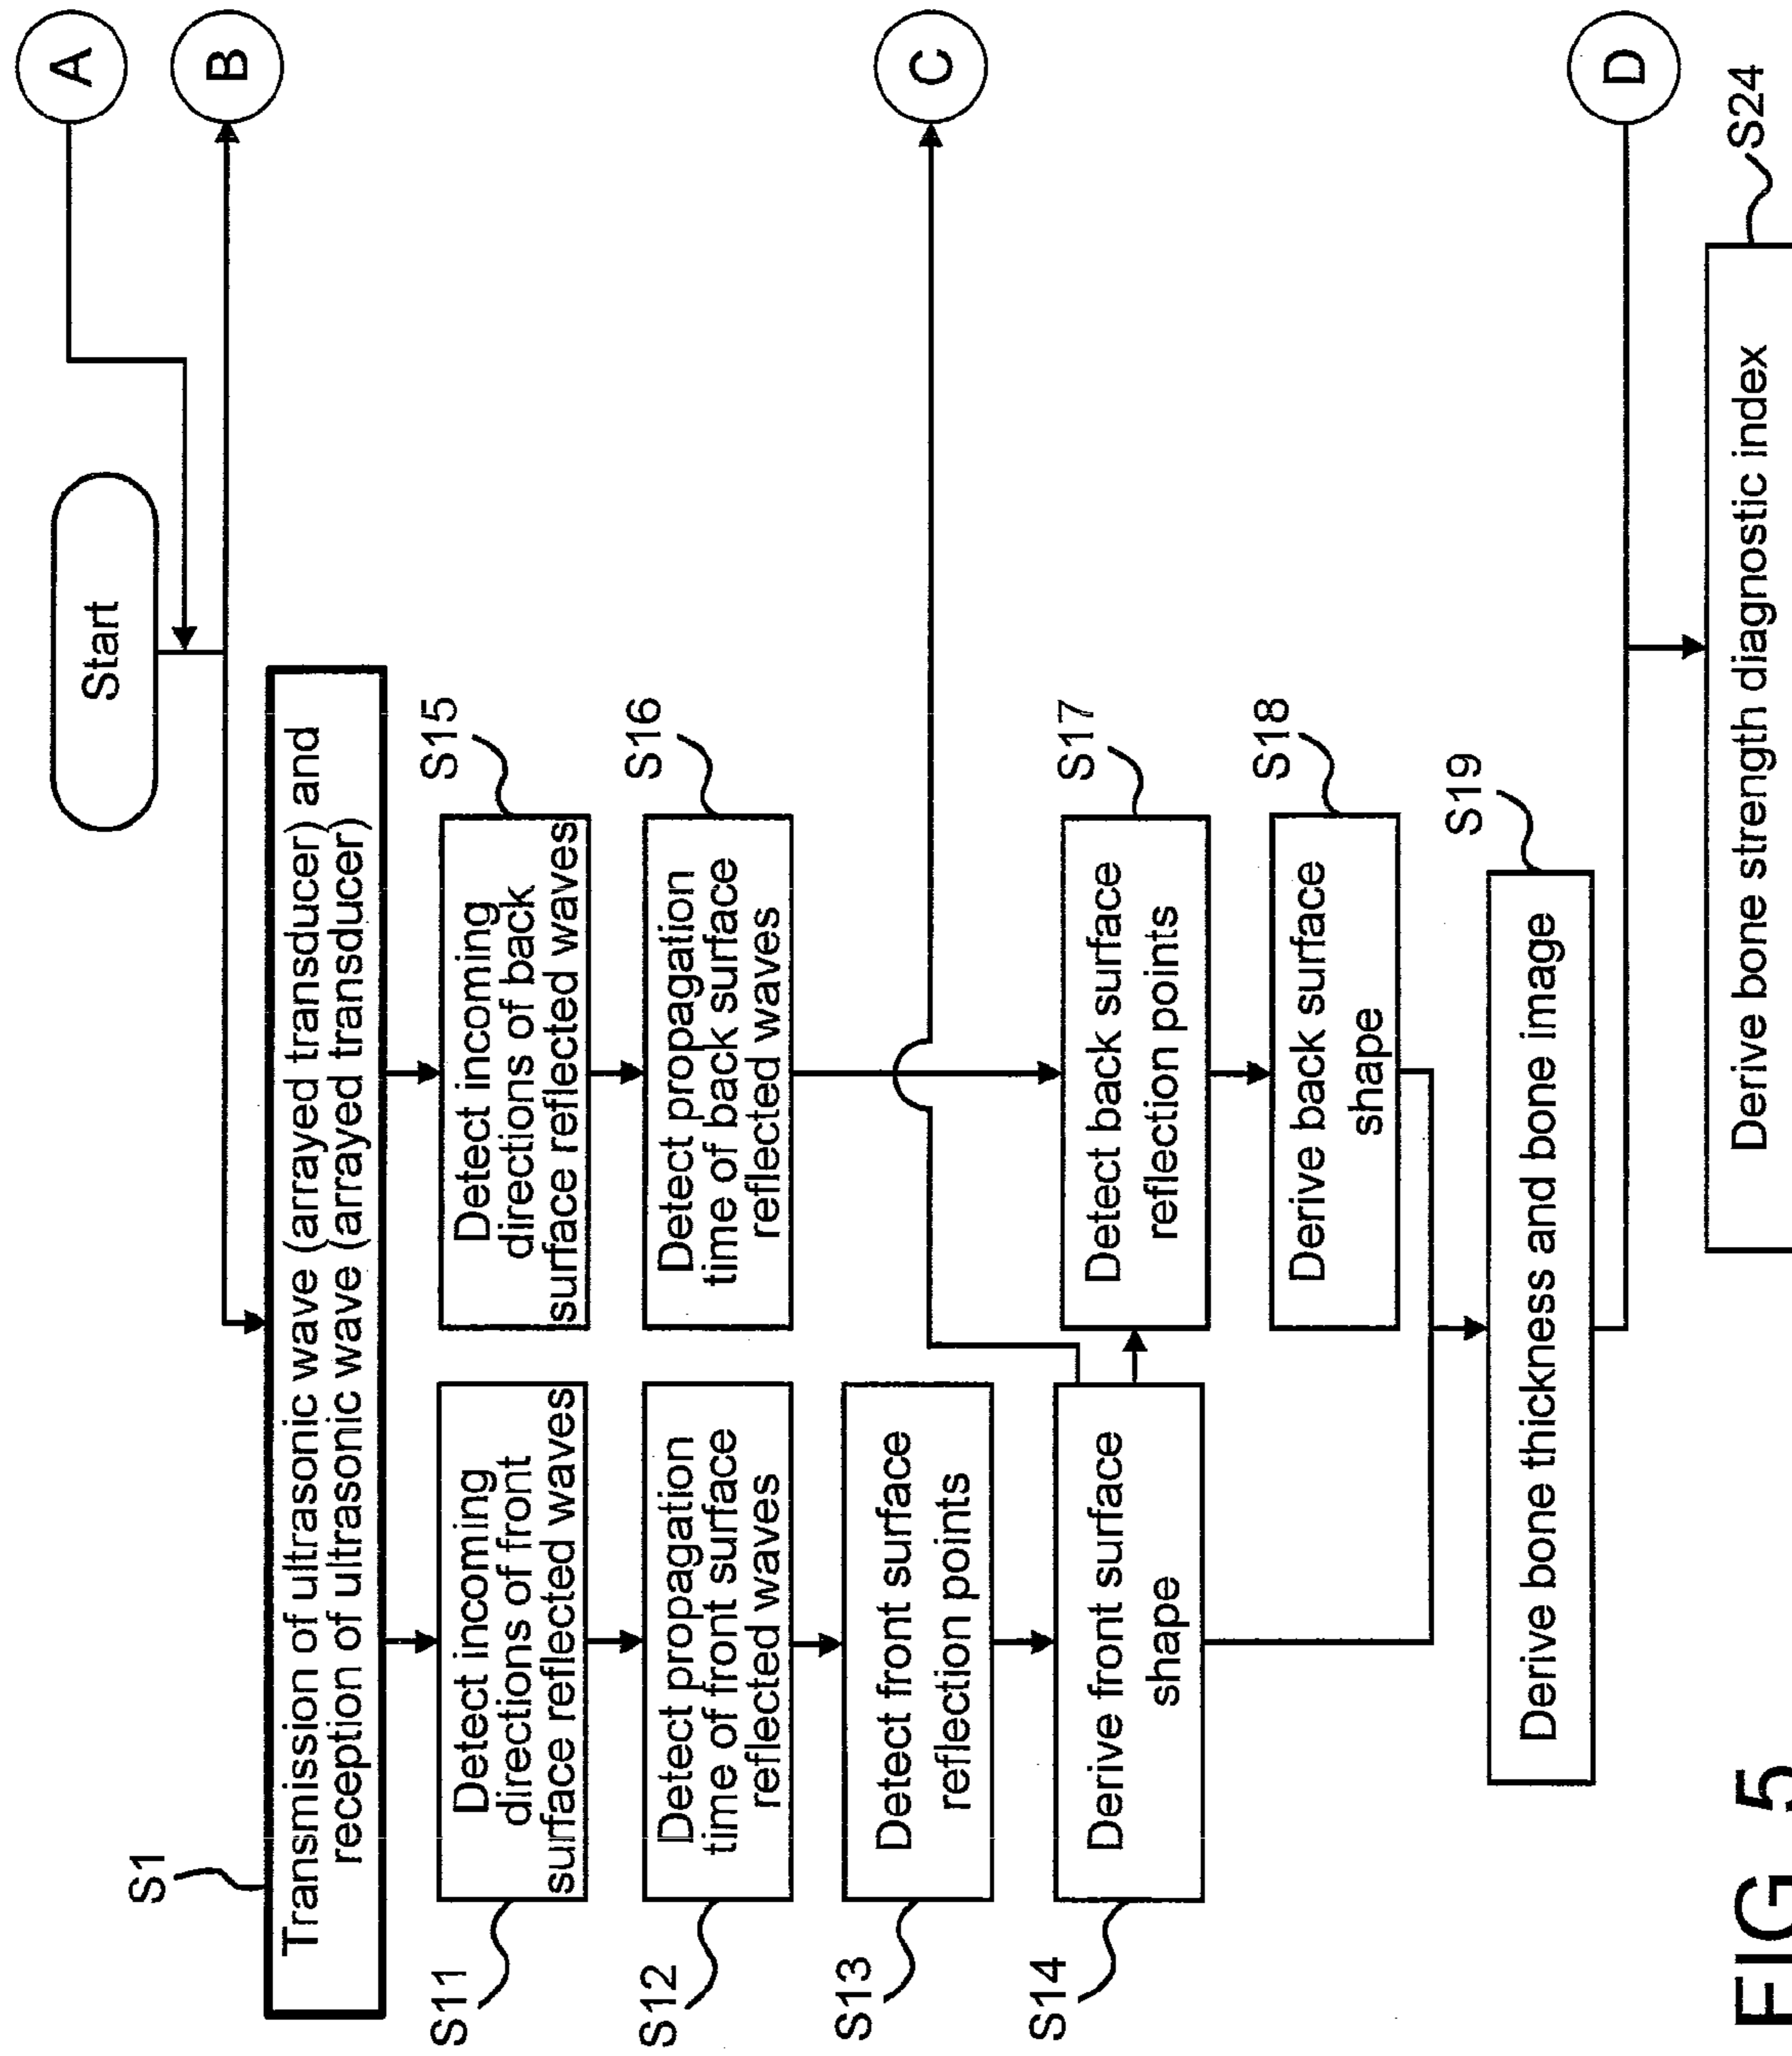 A
B
Start
S1
Transmission of ultrasonic wave (arrayed transducer) and
reception of ultrasonic wave (arrayed transducer)
S11
Detect incoming
directions of front
surface reflected waves
S15
Detect incoming
directions of back
surface reflected waves
S12
Detect propagation
time of front surface
reflected waves
S16
Detect propagation
time of back surface
reflected waves
S13
Detect front surface
reflection points
C
S14
Derive front surface
shape
S17
Detect back surface
reflection points
S18
Derive back surface
shape
S19
Derive bone thickness and bone image
D
S24
Derive bone strength diagnostic index
FIG 5